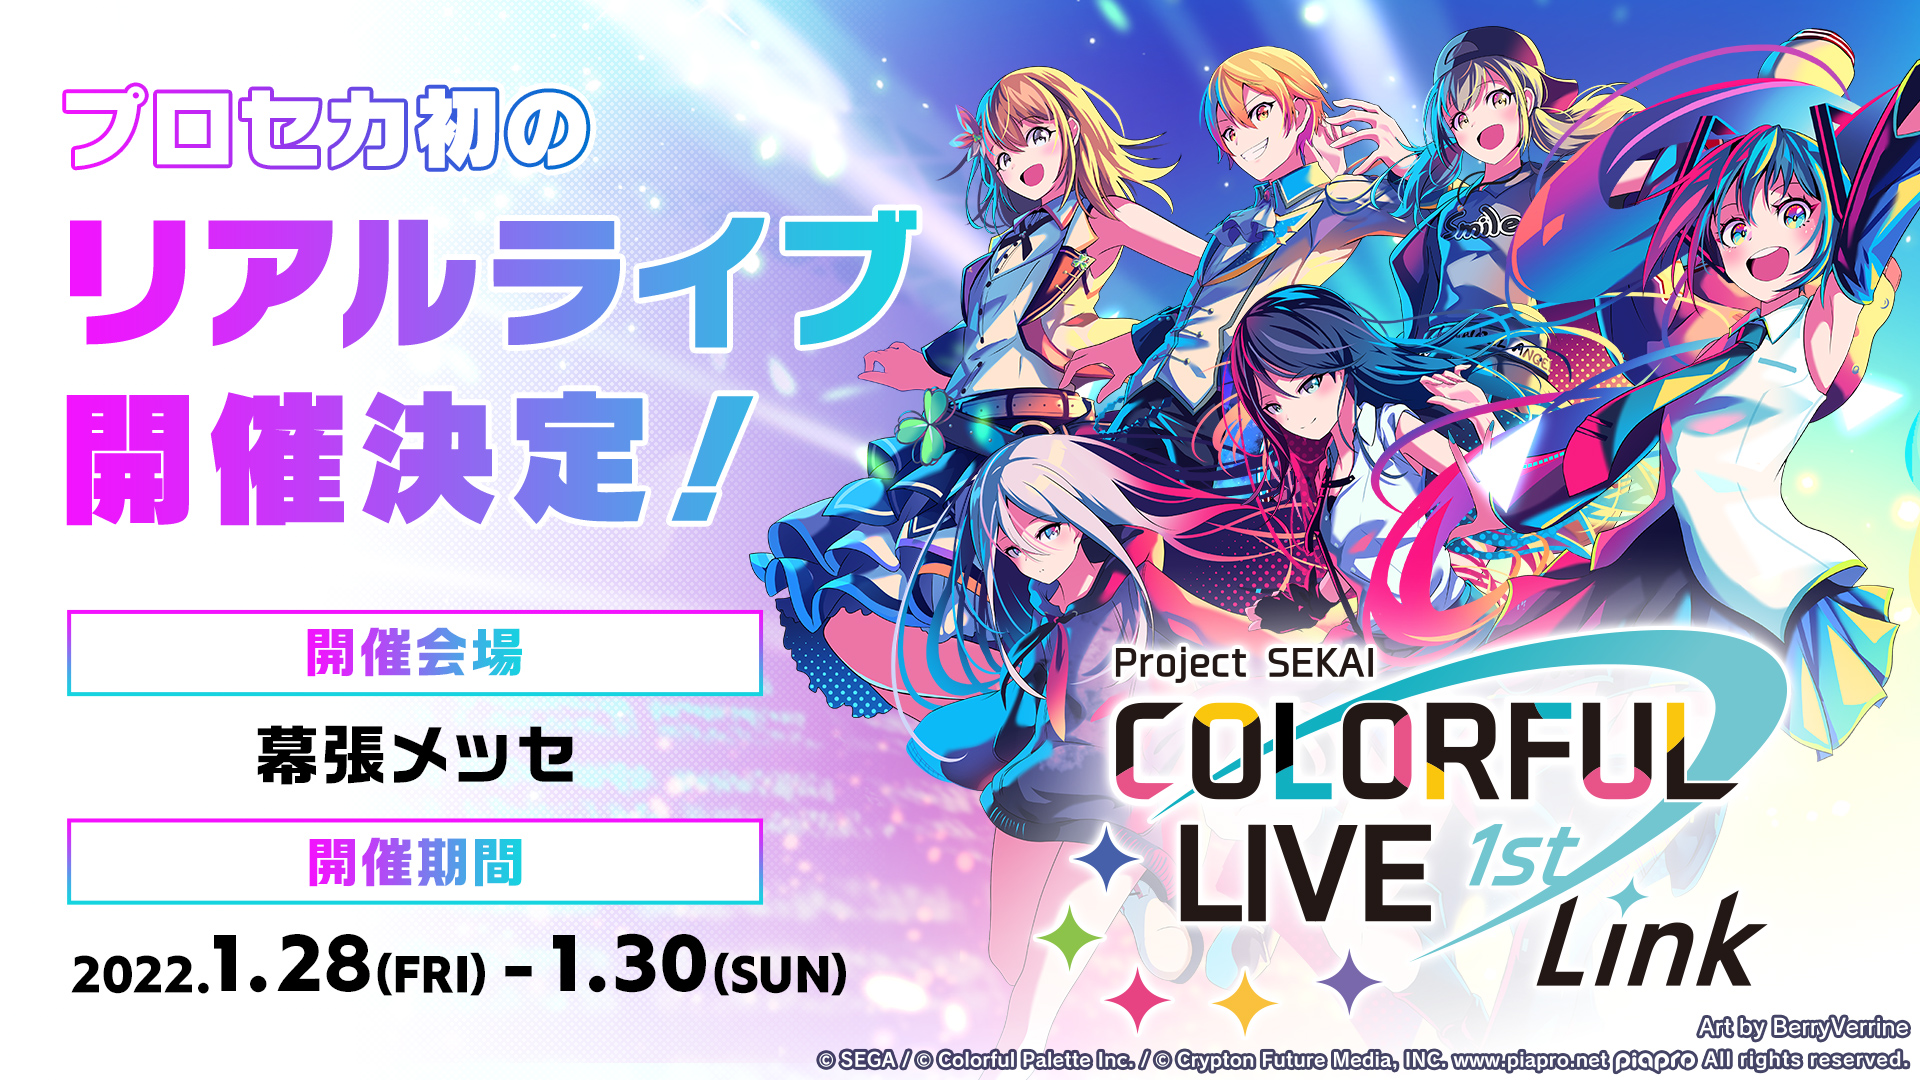 プロセカ初の
リアルライブ
開催決定!
開催会場
幕張メッセ
開催期間
2022.1.28(FRI) - 1.30(SUN)
Smile
ANGE
Project SEKAI
COLORFUL
LIVE 1st
Link
Art by BerryVerrine
© SEGA / © Colorful Palette Inc. / © Crypton Future Media, INC. www.piapro.net piapro All rights reserved.